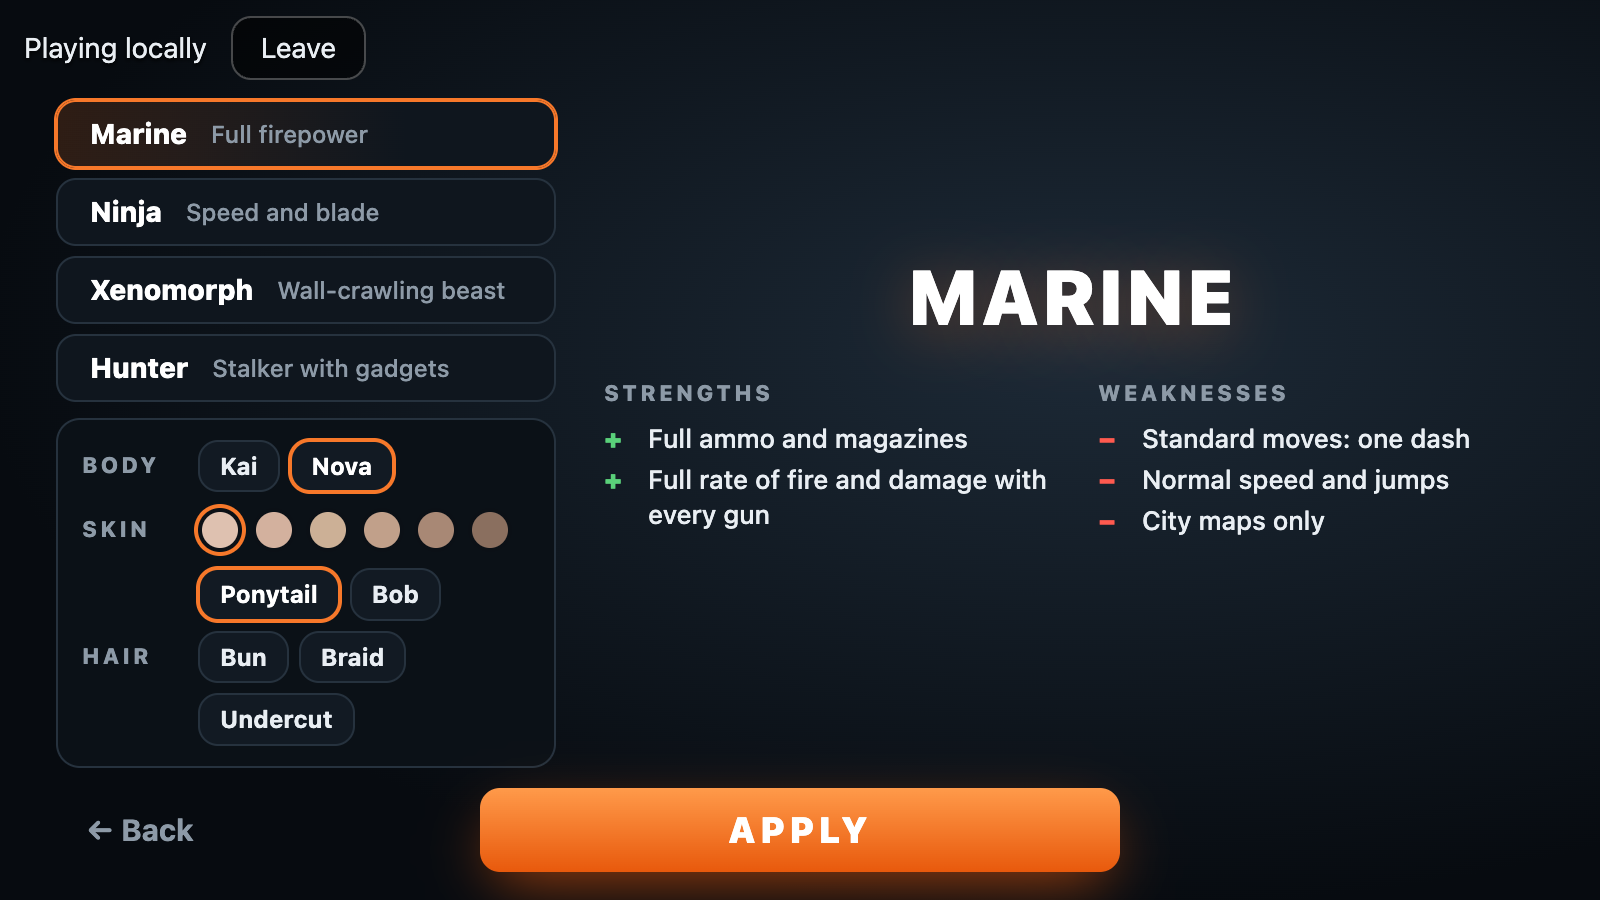 Playing locally
Leave
Marine Full firepower
Ninja Speed and blade
Xenomorph Wall-crawling beast
Hunter Stalker with gadgets
BODY Kai Nova
SKIN
Ponytail Bob
HAIR Bun Braid
Undercut
← Back
MARINE
STRENGTHS
+ Full ammo and magazines
+ Full rate of fire and damage with
every gun
WEAKNESSES
− Standard moves: one dash
− Normal speed and jumps
− City maps only
APPLY